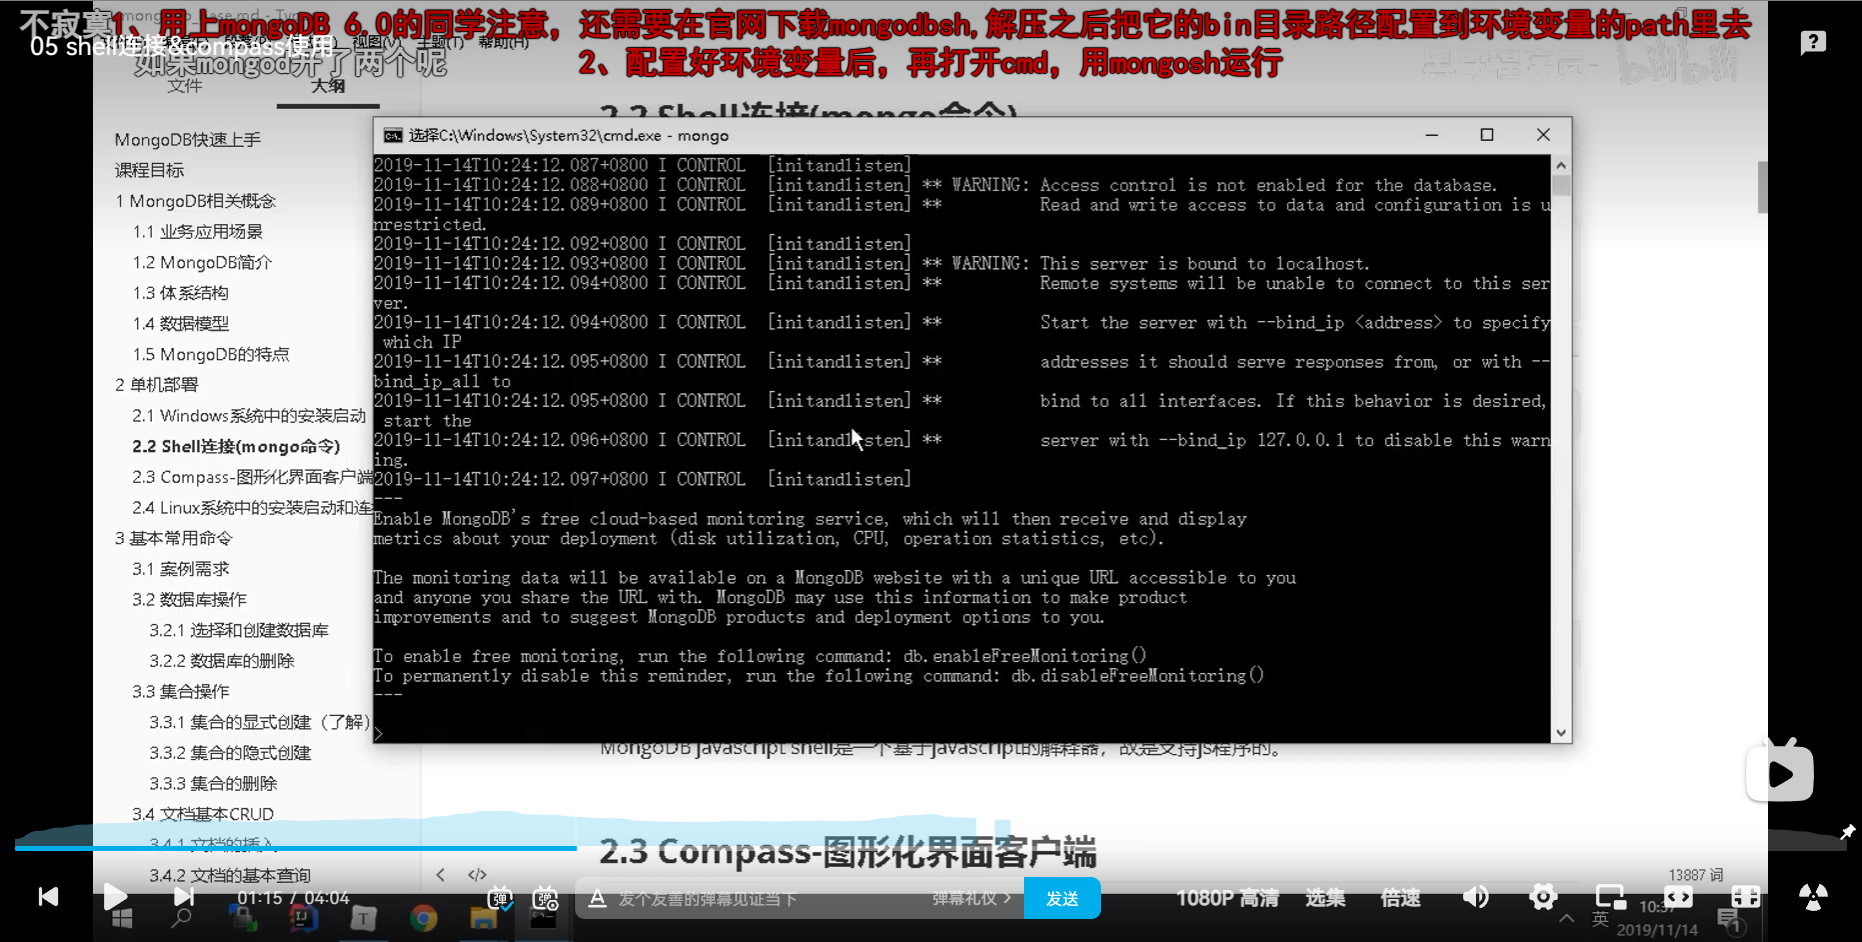 不寂寞
1、用上mongoDB 6.0的同学注意，还需要在官网下载mongodbsh,解压之后把它的bin目录路径配置到环境变量的path里去
05 shell连接&compass使用
视图(V) 主题(T) 帮助(H)
如果mongod开了两个呢
2、配置好环境变量后，再打开cmd，用mongosh运行
bilibili
文件
大纲
2.2 Shell连接(mongo命令)
MongoDB快速上手
课程目标
1 MongoDB相关概念
1.1 业务应用场景
1.2 MongoDB简介
1.3 体系结构
1.4 数据模型
1.5 MongoDB的特点
2 单机部署
2.1 Windows系统中的安装启动
2.2 Shell连接(mongo命令)
2.3 Compass-图形化界面客户端
2.4 Linux系统中的安装启动和连
3 基本常用命令
3.1 案例需求
3.2 数据库操作
3.2.1 选择和创建数据库
3.2.2 数据库的删除
3.3 集合操作
3.3.1 集合的显式创建（了解）
3.3.2 集合的隐式创建
3.3.3 集合的删除
3.4 文档基本CRUD
3.4.1 文档的插入
3.4.2 文档的基本查询
选择C:\Windows\System32\cmd.exe - mongo
2019-11-14T10:24:12.087+0800 I CONTROL  [initandlisten]
2019-11-14T10:24:12.088+0800 I CONTROL  [initandlisten] ** WARNING: Access control is not enabled for the database.
2019-11-14T10:24:12.089+0800 I CONTROL  [initandlisten] **          Read and write access to data and configuration is u
nrestricted.
2019-11-14T10:24:12.092+0800 I CONTROL  [initandlisten]
2019-11-14T10:24:12.093+0800 I CONTROL  [initandlisten] ** WARNING: This server is bound to localhost.
2019-11-14T10:24:12.094+0800 I CONTROL  [initandlisten] **          Remote systems will be unable to connect to this ser
ver.
2019-11-14T10:24:12.094+0800 I CONTROL  [initandlisten] **          Start the server with --bind_ip <address> to specify
 which IP
2019-11-14T10:24:12.095+0800 I CONTROL  [initandlisten] **          addresses it should serve responses from, or with --
bind_ip_all to
2019-11-14T10:24:12.095+0800 I CONTROL  [initandlisten] **          bind to all interfaces. If this behavior is desired,
 start the
2019-11-14T10:24:12.096+0800 I CONTROL  [initandlisten] **          server with --bind_ip 127.0.0.1 to disable this warn
ing.
2019-11-14T10:24:12.097+0800 I CONTROL  [initandlisten]
---
Enable MongoDB's free cloud-based monitoring service, which will then receive and display
metrics about your deployment (disk utilization, CPU, operation statistics, etc).
The monitoring data will be available on a MongoDB website with a unique URL accessible to you
and anyone you share the URL with. MongoDB may use this information to make product
improvements and to suggest MongoDB products and deployment options to you.
To enable free monitoring, run the following command: db.enableFreeMonitoring()
To permanently disable this reminder, run the following command: db.disableFreeMonitoring()
---
>
MongoDB javascript shell是一个基于javascript的解释器，故是支持js程序的。
2.3 Compass-图形化界面客户端
13887 词
01:15 / 04:04
弹
弹
A 发个友善的弹幕见证当下
弹幕礼仪 >
发送
1080P 高清
选集
倍速
英
10:37
2019/11/14
1